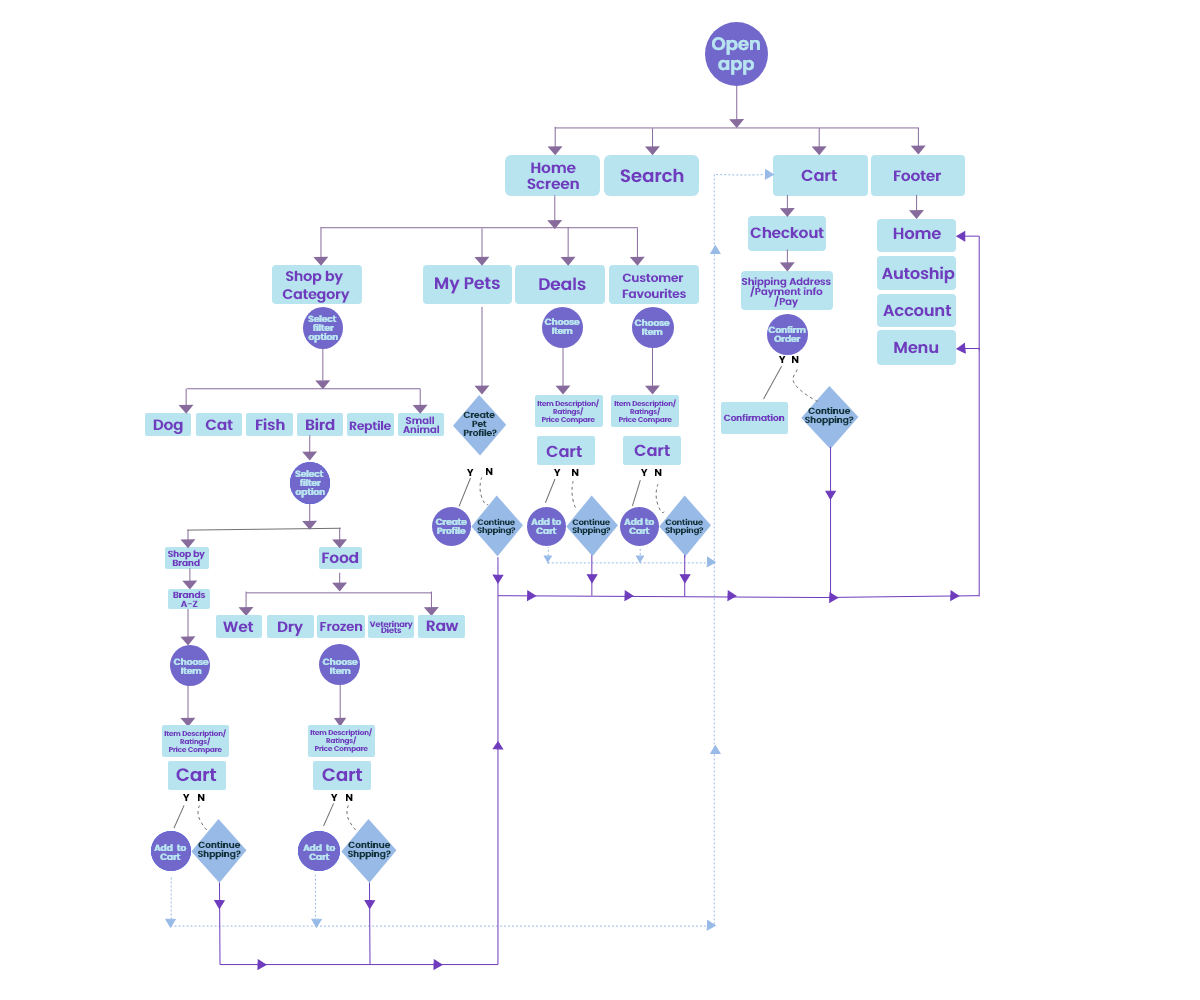 Open
app
Home
Screen
Search
Cart
Footer
Checkout
Home
Shop by
Category
My Pets
Deals
Customer
Favourites
Shipping Address
/Payment info
/Pay
Autoship
Account
Menu
Select
filter
option
Choose
Item
Choose
Item
Confirm
Order
Y N
Dog
Cat
Fish
Bird
Reptile
Small
Animal
Create
Pet
Profile?
Item Description/
Ratings/
Price Compare
Item Description/
Ratings/
Price Compare
Confirmation
Continue
Shopping?
Cart
Cart
Select
filter
option
Y N
Y N
Y N
Create
Profile
Continue
Shpping?
Add to
Cart
Continue
Shpping?
Add to
Cart
Continue
Shpping?
Shop by
Brand
Food
Brands
A-Z
Wet
Dry
Frozen
Veterinary
Diets
Raw
Choose
Item
Choose
Item
Item Description/
Ratings/
Price Compare
Item Description/
Ratings/
Price Compare
Cart
Cart
Y N
Y N
Add to
Cart
Continue
Shpping?
Add to
Cart
Continue
Shpping?